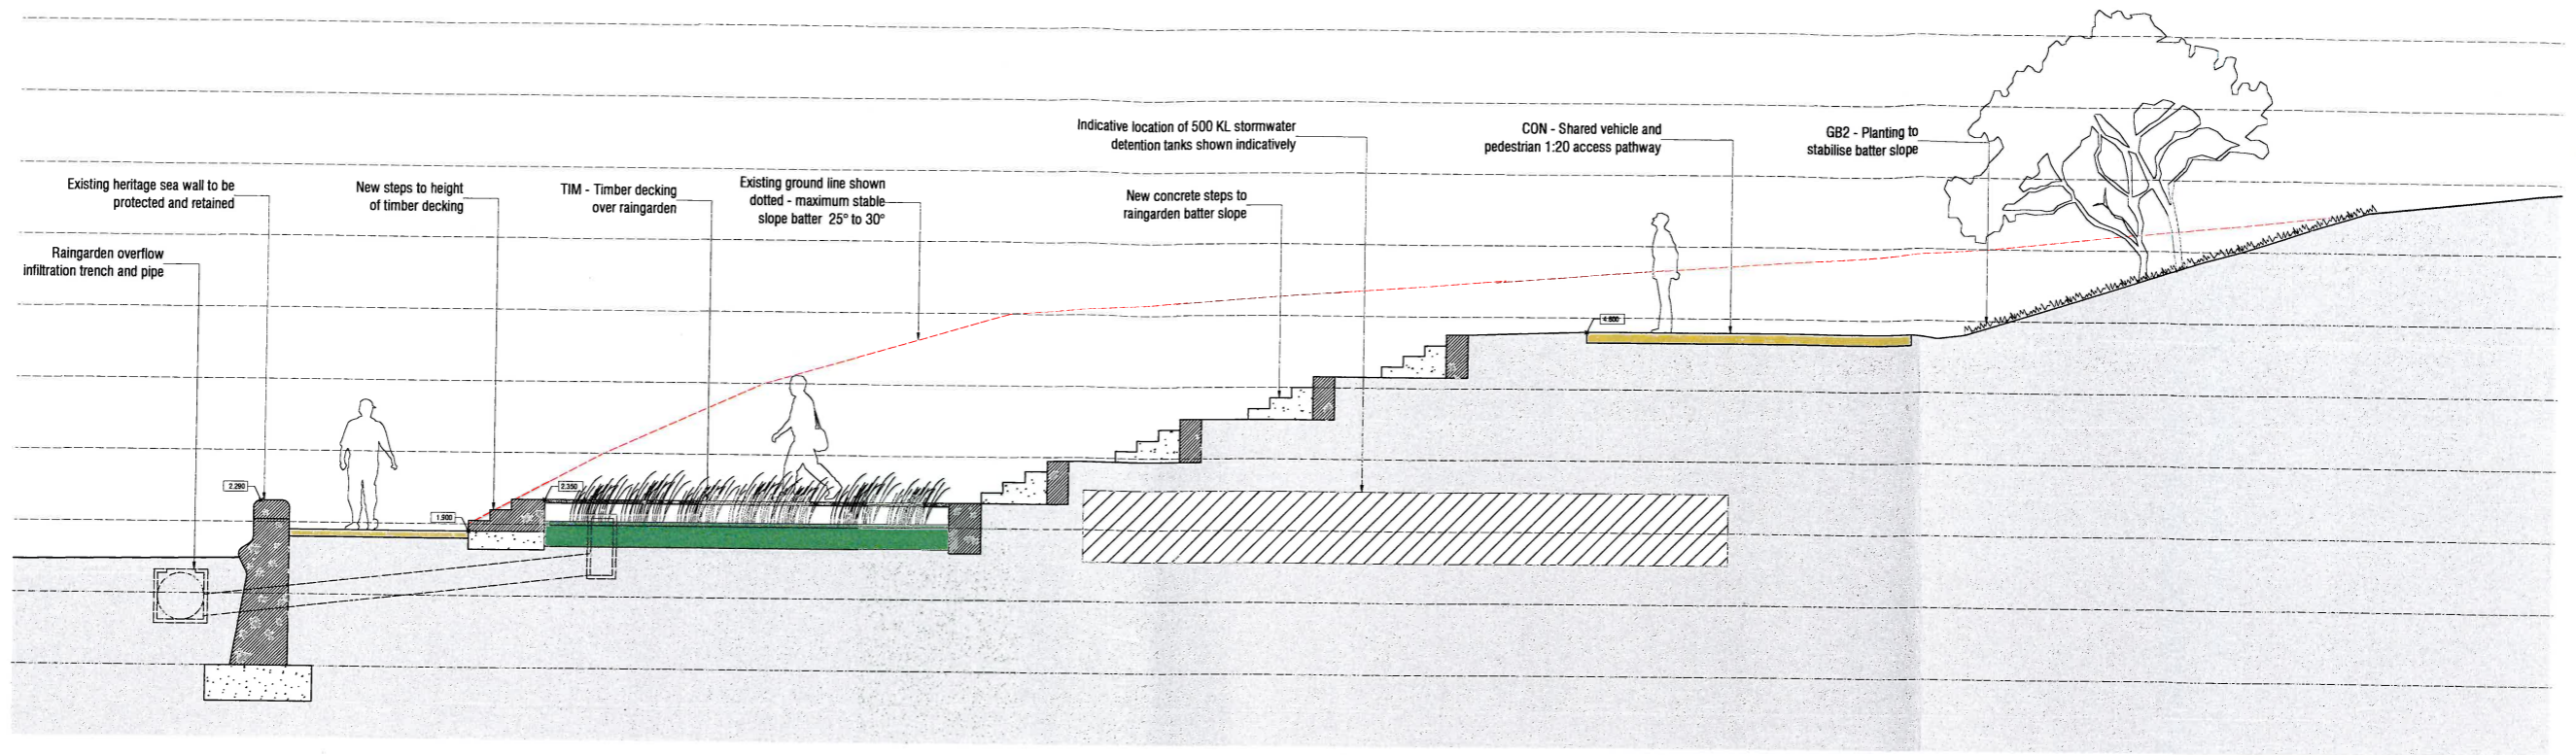 Indicative location of 500 KL stormwater
detention tanks shown indicatively
CON - Shared vehicle and
pedestrian 1:20 access pathway
GB2 - Planting to
stabilise batter slope
Existing heritage sea wall to be
protected and retained
New steps to height
of timber decking
TIM - Timber decking
over raingarden
Existing ground line shown
dotted - maximum stable
slope batter 25° to 30°
New concrete steps to
raingarden batter slope
Raingarden overflow
infiltration trench and pipe
2.290
1.900
2.350